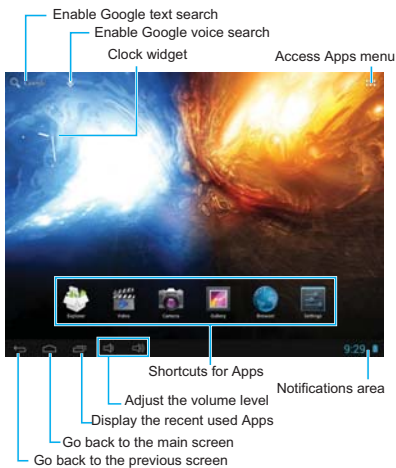 Enable Google text search
Enable Google voice search
Clock widget
Access Apps menu
Explorer
Video
Camera
Gallery
Browser
Settings
9:29
Shortcuts for Apps
Notifications area
Adjust the volume level
Display the recent used Apps
Go back to the main screen
Go back to the previous screen